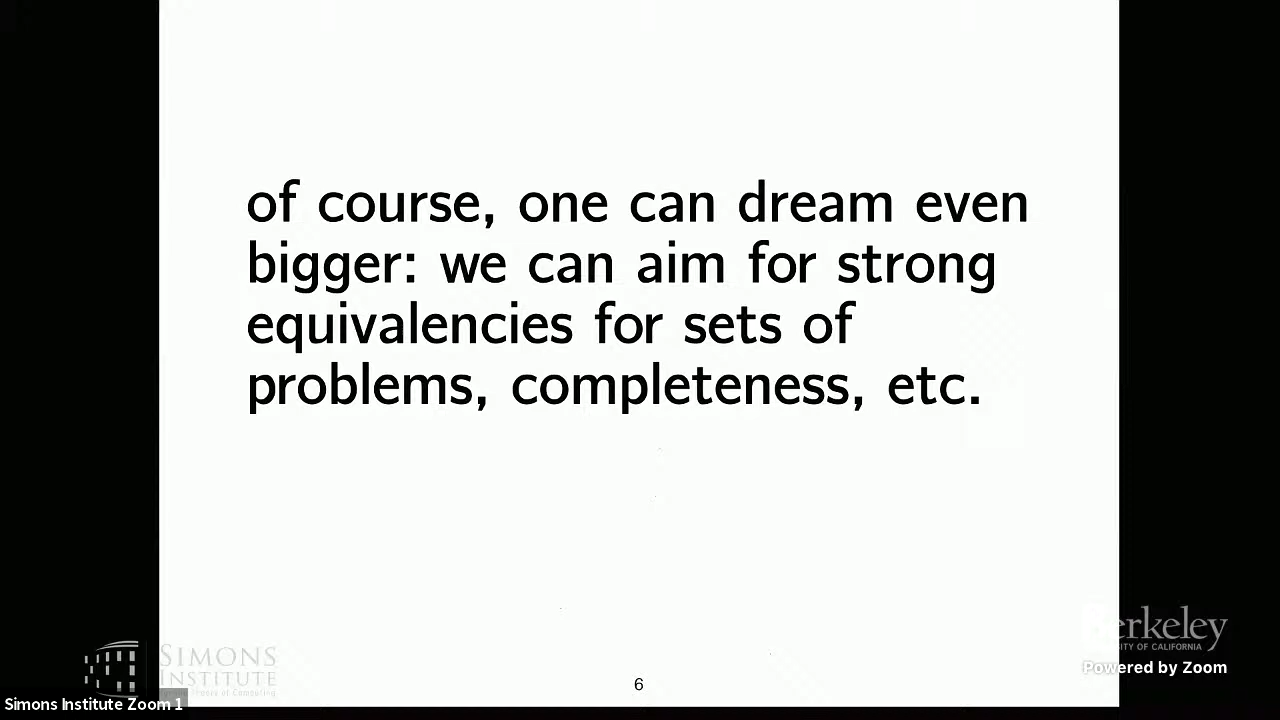 of course, one can dream even
bigger: we can aim for strong
equivalencies for sets of
problems, completeness, etc.
6
SIMONS
INSTITUTE
Berkeley
Powered by Zoom
Simons Institute Zoom 1